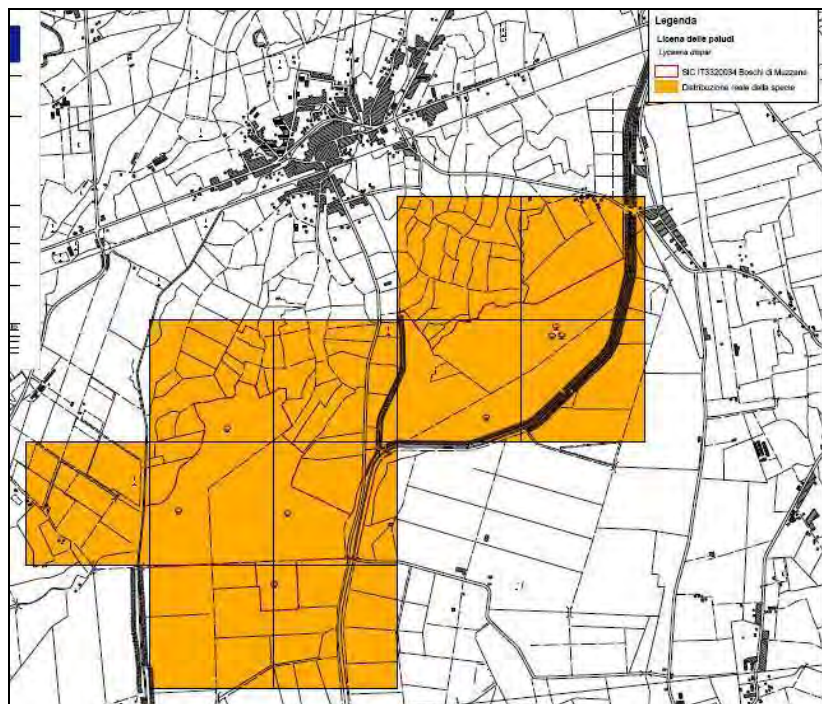 Legenda
Licena delle paludi
Lycaena dispar
SIC IT3320034 Boschi di Muzzana
Distribuzione reale della specie